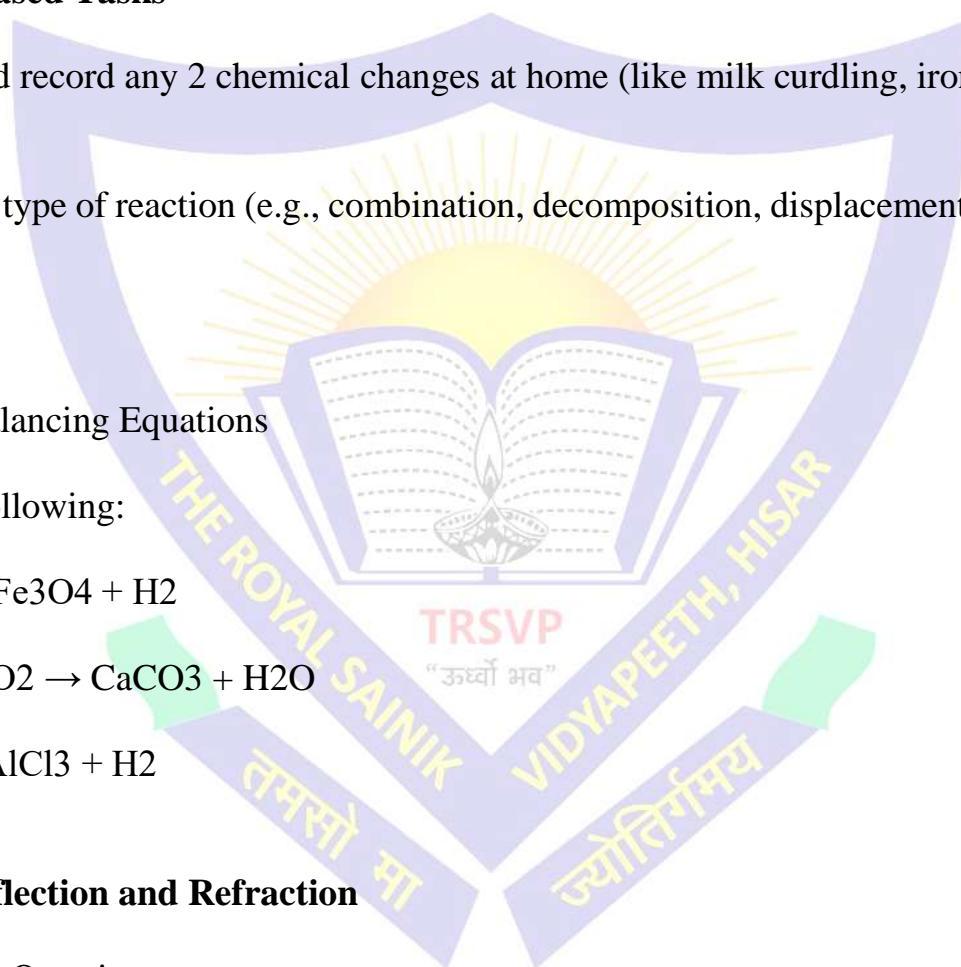 ased Tasks
d record any 2 chemical changes at home (like milk curdling, iron
type of reaction (e.g., combination, decomposition, displacement
lancing Equations
llowing:
Fe3O4 + H2
O2 → CaCO3 + H2O
AlCl3 + H2
flection and Refraction
THE ROYAL SAINIK VIDYAPEETH, HISAR
TRSVP
“ऊर्ध्वो भव”
तमसो मा
ज्योतिर्गमय